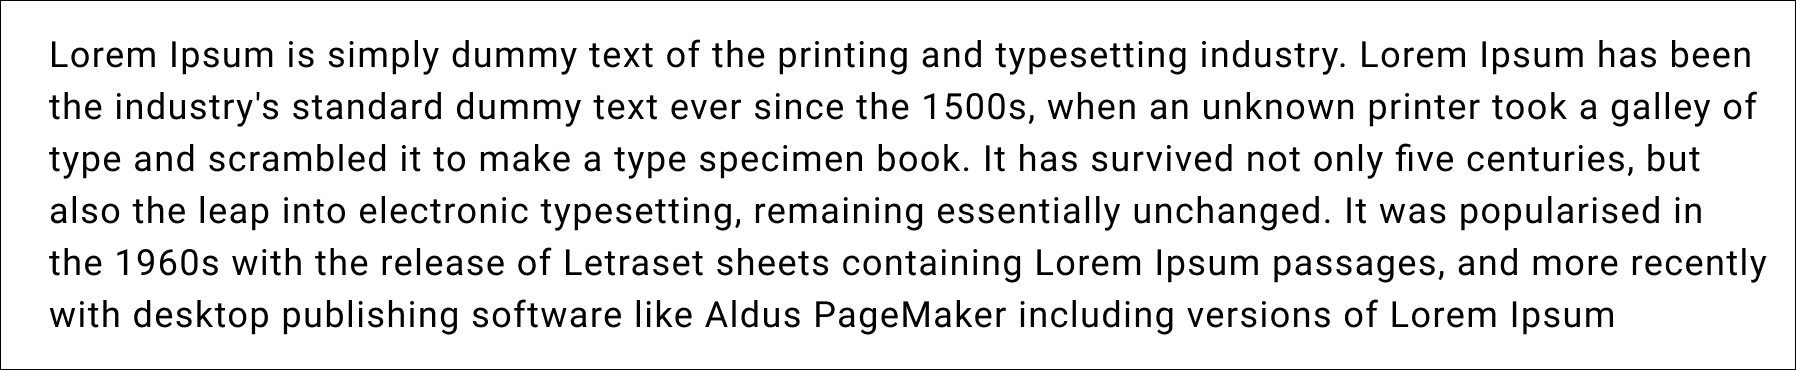 Lorem Ipsum is simply dummy text of the printing and typesetting industry. Lorem Ipsum has been
the industry's standard dummy text ever since the 1500s, when an unknown printer took a galley of
type and scrambled it to make a type specimen book. It has survived not only five centuries, but
also the leap into electronic typesetting, remaining essentially unchanged. It was popularised in
the 1960s with the release of Letraset sheets containing Lorem Ipsum passages, and more recently
with desktop publishing software like Aldus PageMaker including versions of Lorem Ipsum